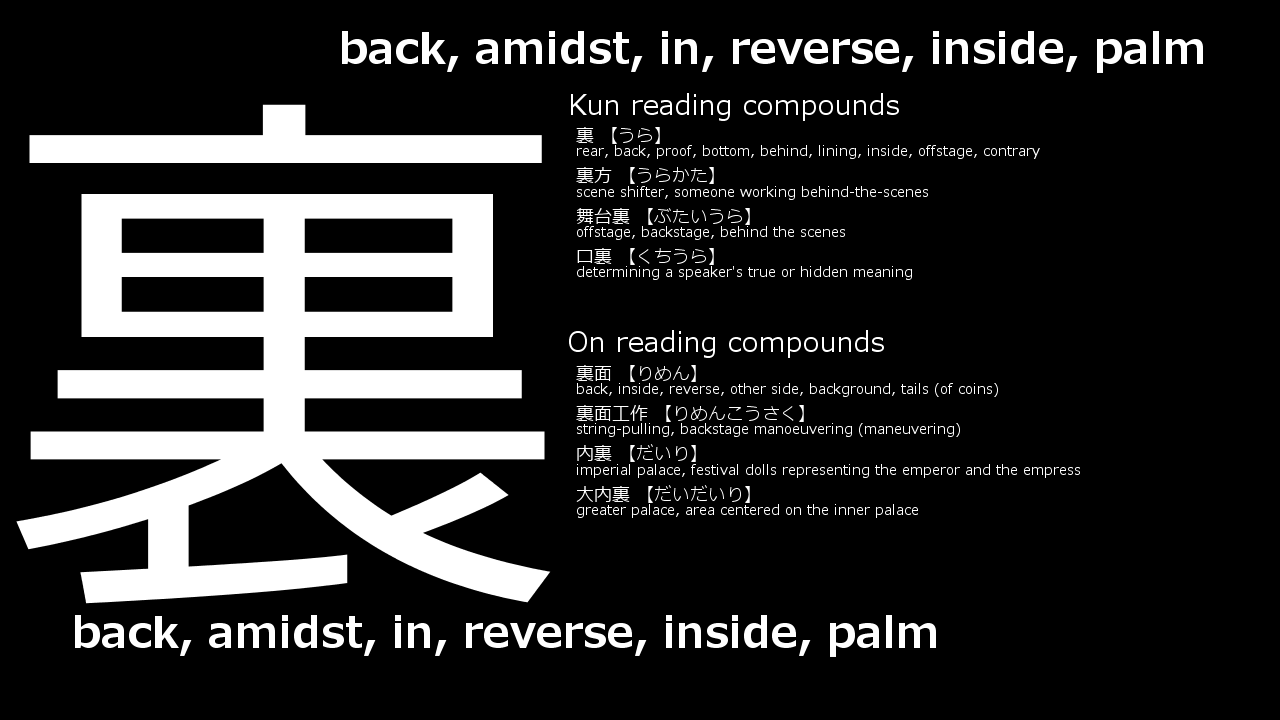 back, amidst, in, reverse, inside, palm
裏
Kun reading compounds
裏 【うら】
rear, back, proof, bottom, behind, lining, inside, offstage, contrary
裏方 【うらかた】
scene shifter, someone working behind-the-scenes
舞台裏 【ぶたいうら】
offstage, backstage, behind the scenes
口裏 【くちうら】
determining a speaker's true or hidden meaning
On reading compounds
裏面 【りめん】
back, inside, reverse, other side, background, tails (of coins)
裏面工作 【りめんこうさく】
string-pulling, backstage manoeuvering (maneuvering)
内裏 【だいり】
imperial palace, festival dolls representing the emperor and the empress
大内裏 【だいだいり】
greater palace, area centered on the inner palace
back, amidst, in, reverse, inside, palm